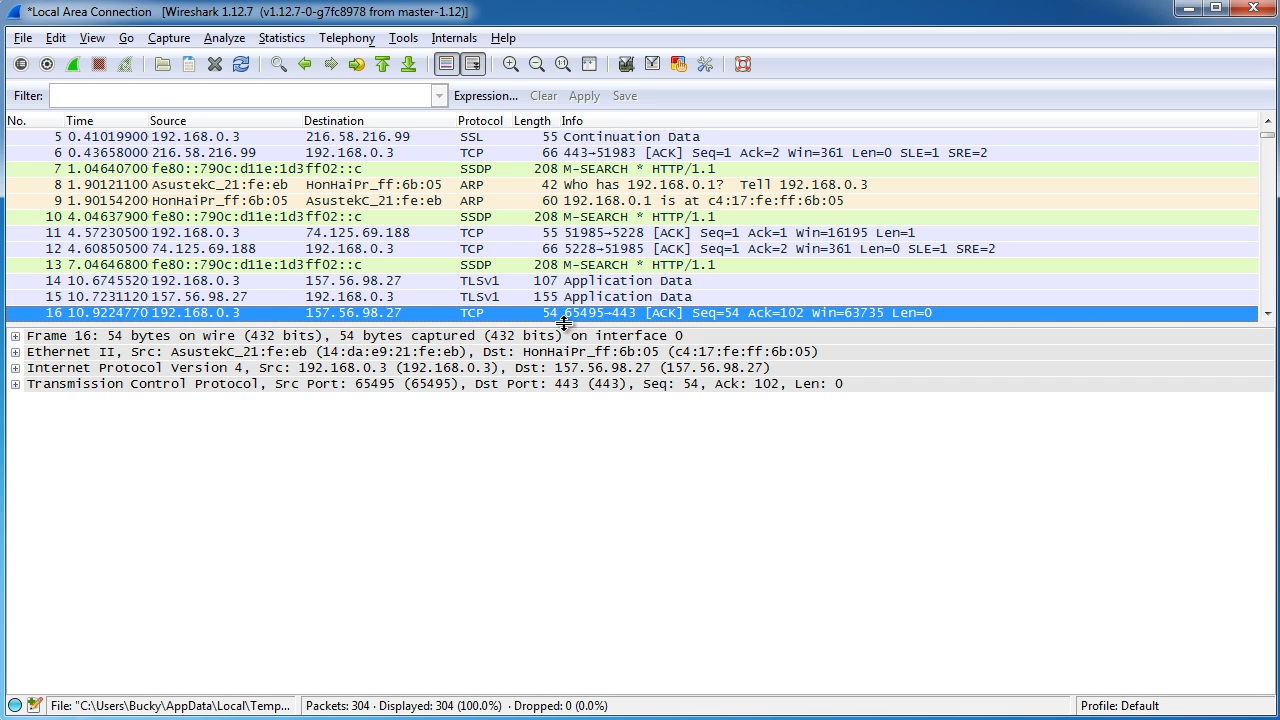 *Local Area Connection [Wireshark 1.12.7 (v1.12.7-0-g7fc8978 from master-1.12)]
File Edit View Go Capture Analyze Statistics Telephony Tools Internals Help
Filter: Expression... Clear Apply Save
No. Time Source Destination Protocol Length Info
5 0.41019900 192.168.0.3 216.58.216.99 SSL 55 Continuation Data
6 0.43658000 216.58.216.99 192.168.0.3 TCP 66 443→51983 [ACK] Seq=1 Ack=2 Win=361 Len=0 SLE=1 SRE=2
7 1.04640700 fe80::790c:d11e:1d3 ff02::c SSDP 208 M-SEARCH * HTTP/1.1
8 1.90121100 AsustekC_21:fe:eb HonHaiPr_ff:6b:05 ARP 42 Who has 192.168.0.1? Tell 192.168.0.3
9 1.90154200 HonHaiPr_ff:6b:05 AsustekC_21:fe:eb ARP 60 192.168.0.1 is at c4:17:fe:ff:6b:05
10 4.04637900 fe80::790c:d11e:1d3 ff02::c SSDP 208 M-SEARCH * HTTP/1.1
11 4.57230500 192.168.0.3 74.125.69.188 TCP 55 51985→5228 [ACK] Seq=1 Ack=1 Win=16195 Len=1
12 4.60850500 74.125.69.188 192.168.0.3 TCP 66 5228→51985 [ACK] Seq=1 Ack=2 Win=361 Len=0 SLE=1 SRE=2
13 7.04646800 fe80::790c:d11e:1d3 ff02::c SSDP 208 M-SEARCH * HTTP/1.1
14 10.6745520 192.168.0.3 157.56.98.27 TLSv1 107 Application Data
15 10.7231120 157.56.98.27 192.168.0.3 TLSv1 155 Application Data
16 10.9224770 192.168.0.3 157.56.98.27 TCP 54 65495→443 [ACK] Seq=54 Ack=102 Win=63735 Len=0
Frame 16: 54 bytes on wire (432 bits), 54 bytes captured (432 bits) on interface 0
Ethernet II, Src: AsustekC_21:fe:eb (14:da:e9:21:fe:eb), Dst: HonHaiPr_ff:6b:05 (c4:17:fe:ff:6b:05)
Internet Protocol Version 4, Src: 192.168.0.3 (192.168.0.3), Dst: 157.56.98.27 (157.56.98.27)
Transmission Control Protocol, Src Port: 65495 (65495), Dst Port: 443 (443), Seq: 54, Ack: 102, Len: 0
File: "C:\Users\Bucky\AppData\Local\Temp... Packets: 304 · Displayed: 304 (100.0%) · Dropped: 0 (0.0%) Profile: Default